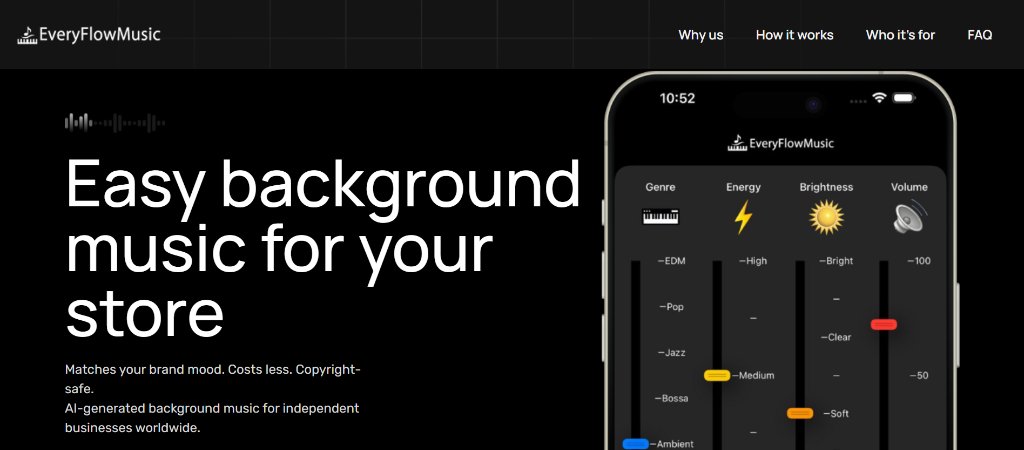 EveryFlowMusic
Why us
How it works
Who it's for
FAQ
Easy background
music for your
store
Matches your brand mood. Costs less. Copyright-
safe.
AI-generated background music for independent
businesses worldwide.
10:52
EveryFlowMusic
Genre
Energy
Brightness
Volume
EDM
Pop
Jazz
Bossa
Ambient
High
Medium
Bright
Clear
Soft
100
50